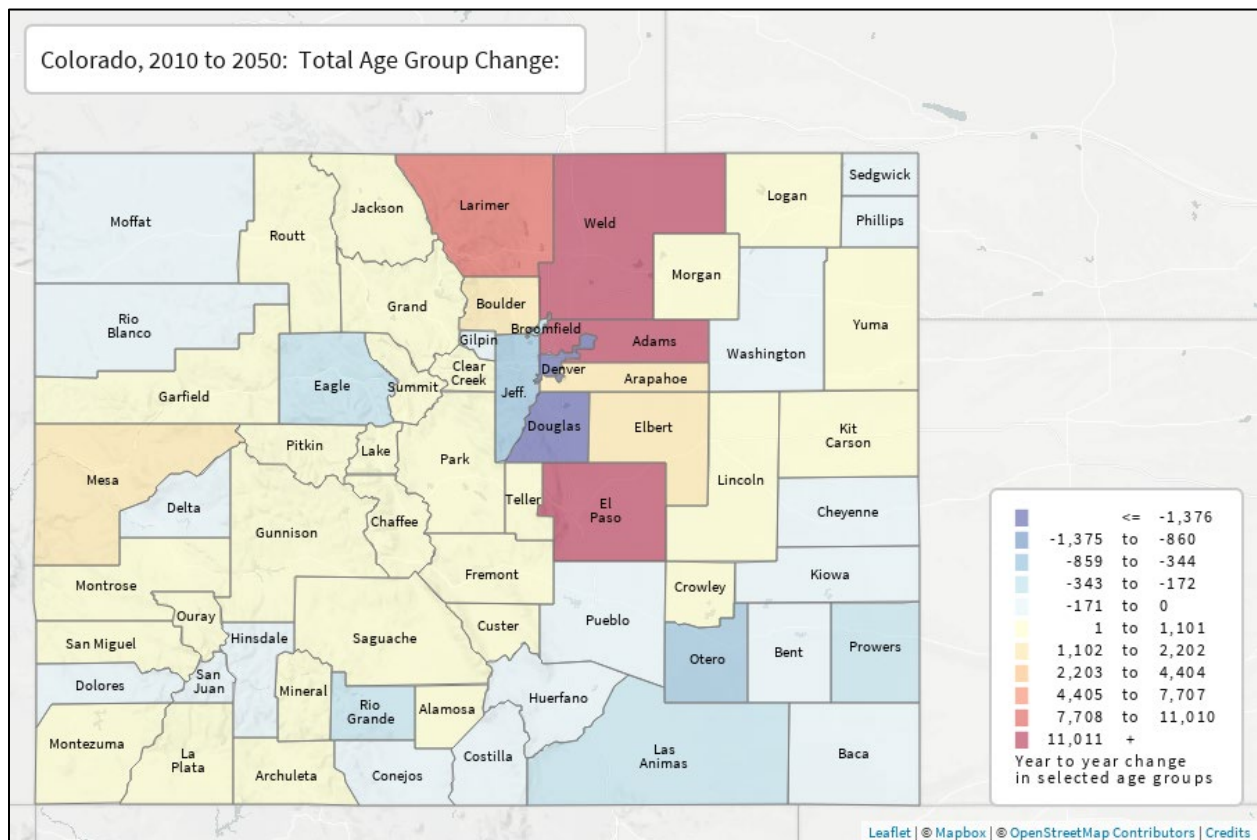 Colorado, 2010 to 2050: Total Age Group Change:
Moffat
Routt
Jackson
Larimer
Weld
Logan
Sedgwick
Phillips
Morgan
Rio
Blanco
Grand
Boulder
Broomfield
Gilpin
Adams
Washington
Yuma
Eagle
Summit
Clear
Creek
Jeff.
Denver
Arapahoe
Garfield
Pitkin
Lake
Park
Douglas
Elbert
Lincoln
Kit
Carson
Mesa
Delta
Gunnison
Chaffee
Teller
El
Paso
Cheyenne
Montrose
Fremont
Crowley
Kiowa
Ouray
San Miguel
Hinsdale
Saguache
Custer
Pueblo
Otero
Bent
Prowers
Dolores
San
Juan
Mineral
Rio
Grande
Alamosa
Huerfano
Montezuma
La
Plata
Archuleta
Conejos
Costilla
Las
Animas
Baca
<= -1,376
-1,375 to -860
-859 to -344
-343 to -172
-171 to 0
1 to 1,101
1,102 to 2,202
2,203 to 4,404
4,405 to 7,707
7,708 to 11,010
11,011 +
Year to year change
in selected age groups
Leaflet | © Mapbox | © OpenStreetMap Contributors | Credits